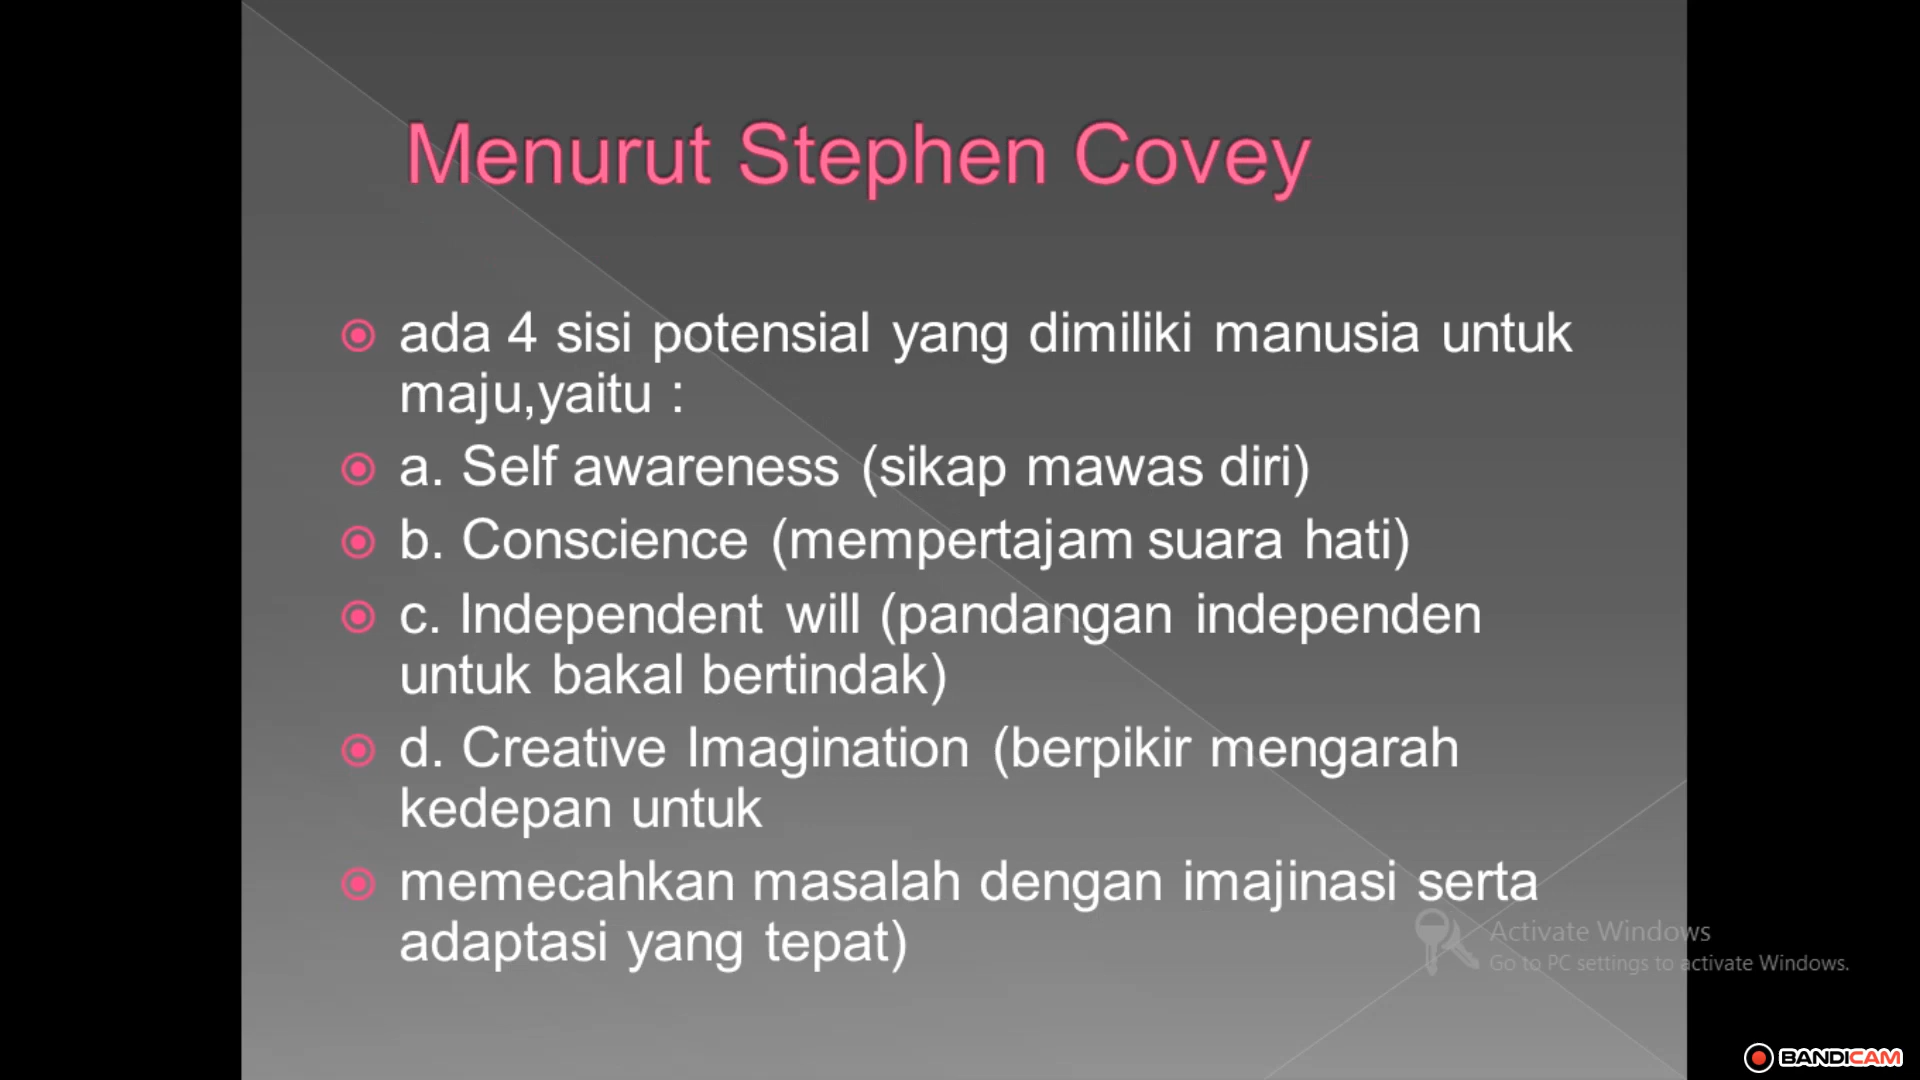 Menurut Stephen Covey
ada 4 sisi potensial yang dimiliki manusia untuk
maju,yaitu :
a. Self awareness (sikap mawas diri)
b. Conscience (mempertajam suara hati)
c. Independent will (pandangan independen
untuk bakal bertindak)
d. Creative Imagination (berpikir mengarah
kedepan untuk
memecahkan masalah dengan imajinasi serta
adaptasi yang tepat)
Activate Windows
Go to PC settings to activate Windows.
BANDICAM